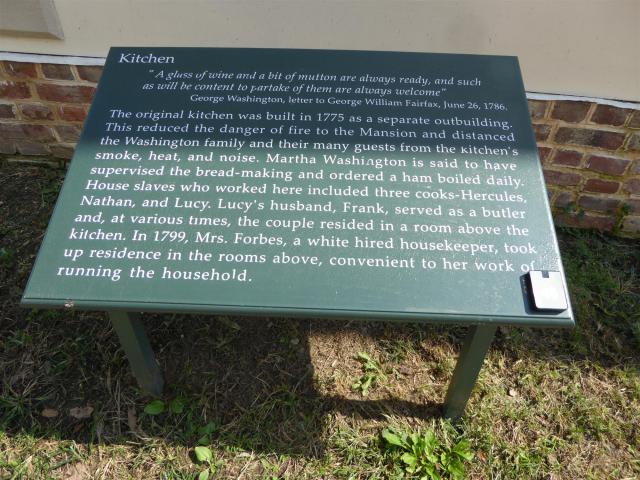 Kitchen
"A glass of wine and a bit of mutton are always ready, and such
as will be content to partake of them are always welcome"
George Washington, letter to George William Fairfax, June 26, 1786.
The original kitchen was built in 1775 as a separate outbuilding.
This reduced the danger of fire to the Mansion and distanced
the Washington family and their many guests from the kitchen's
smoke, heat, and noise. Martha Washington is said to have
supervised the bread-making and ordered a ham boiled daily.
House slaves who worked here included three cooks-Hercules,
Nathan, and Lucy. Lucy's husband, Frank, served as a butler
and, at various times, the couple resided in a room above the
kitchen. In 1799, Mrs. Forbes, a white hired housekeeper, took
up residence in the rooms above, convenient to her work of
running the household.